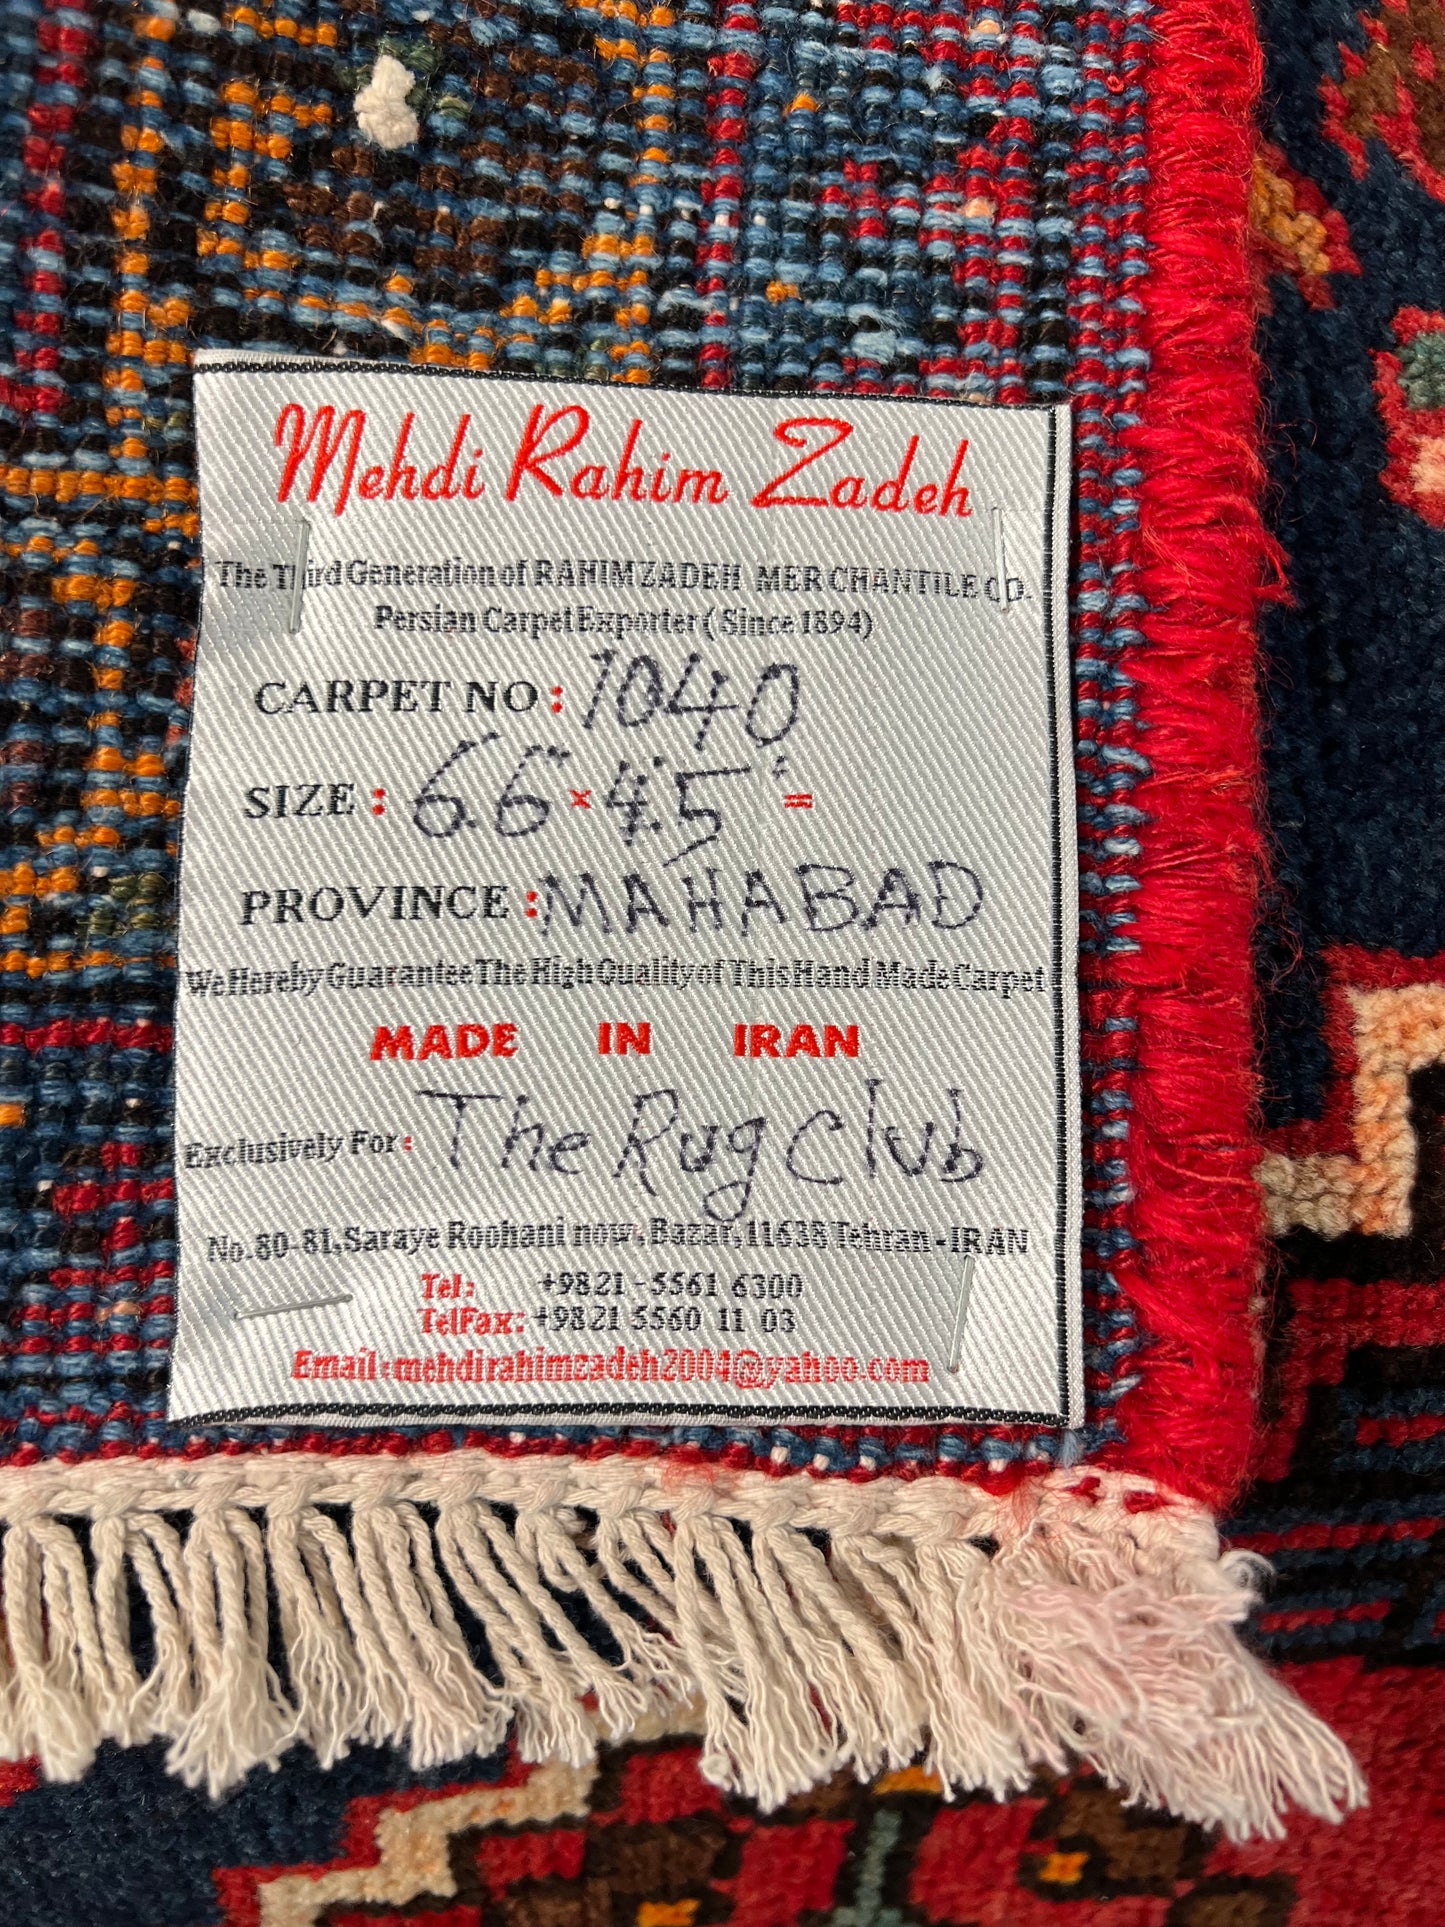 Mehdi Rahim Zadeh
The Third Generation of RAHIMZADEH MERCHANTILE CO.
Persian Carpet Exporter (Since 1894)
CARPET NO: 1040
SIZE: 6.6 x 4.5 =
PROVINCE: MAHABAD
We Hereby Guarantee The High Quality of This Hand Made Carpet
MADE IN IRAN
Exclusively For: The Rug Club
No. 80-81, Saraye Roohani now, Bazar, 11638 Tehran - IRAN
Tel: +9821-5561 6300
TelFax: +9821 5560 11 03
Email: mehdirahimzadeh2004@yahoo.com